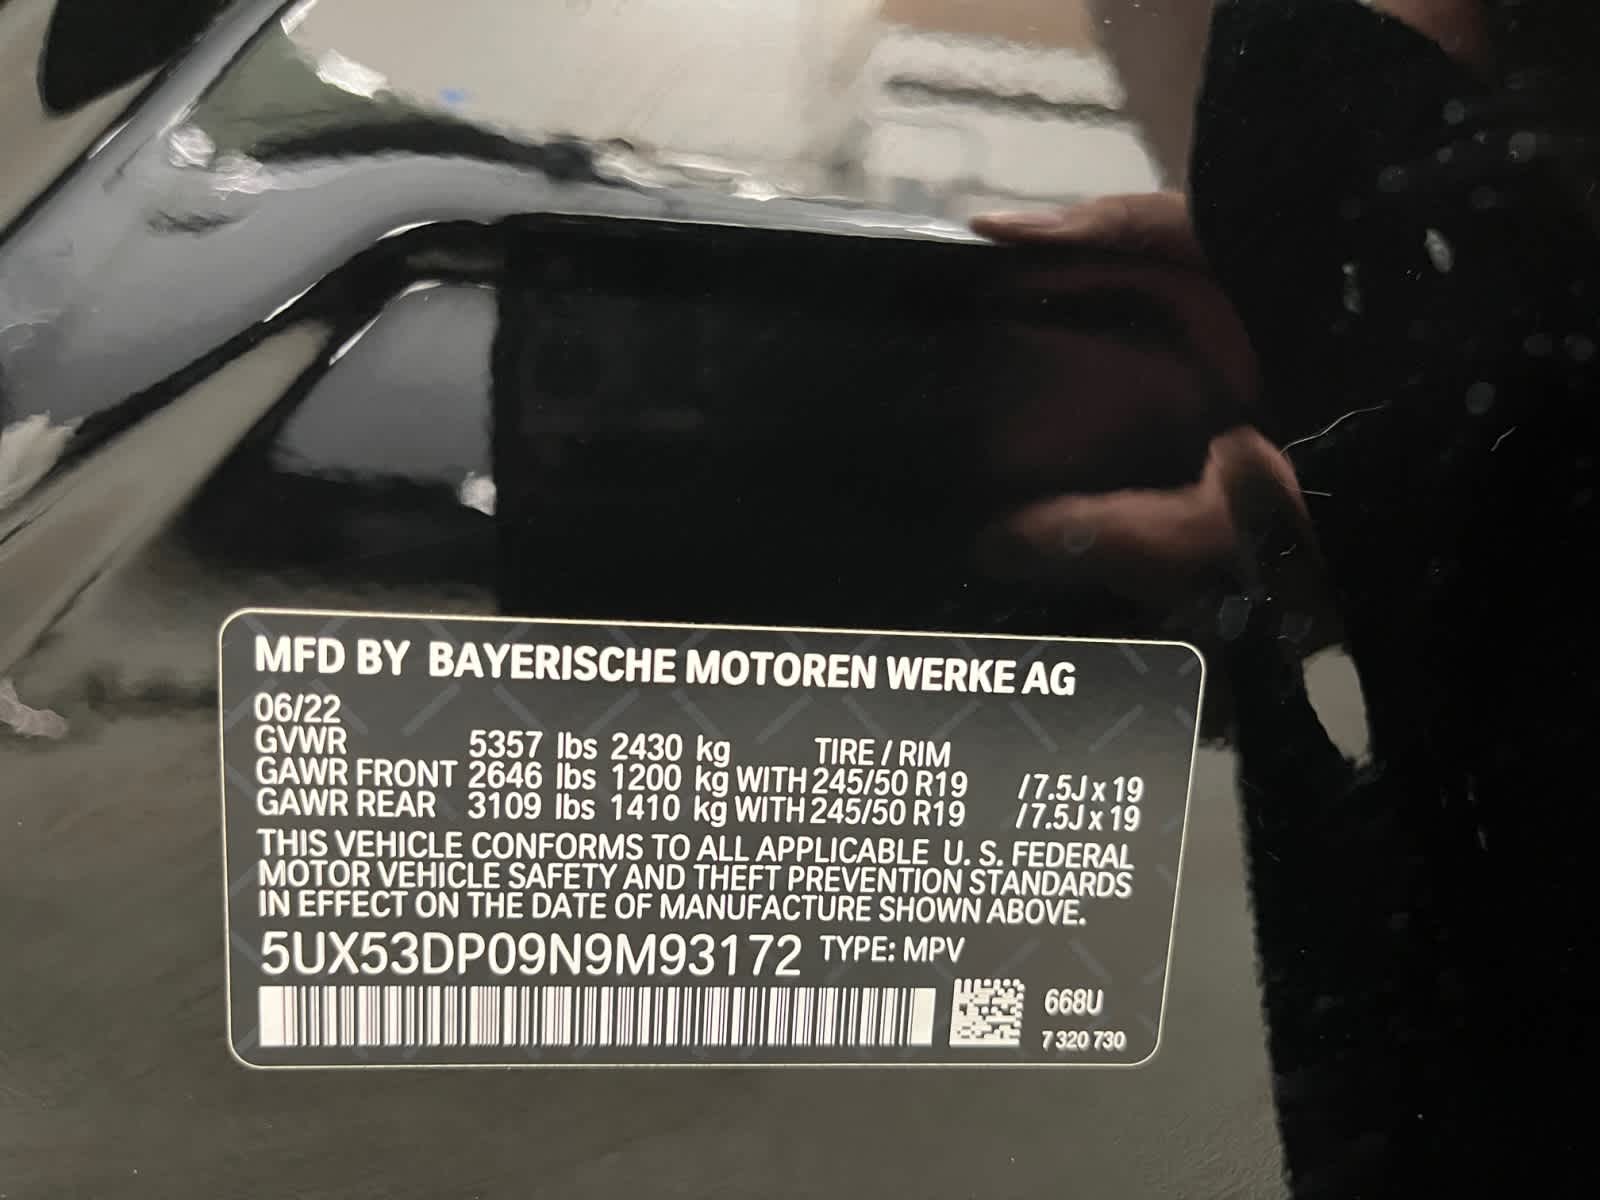 MFD BY BAYERISCHE MOTOREN WERKE AG
06/22
GVWR 5357 lbs 2430 kg TIRE / RIM
GAWR FRONT 2646 lbs 1200 kg WITH 245/50 R19 / 7.5J x 19
GAWR REAR 3109 lbs 1410 kg WITH 245/50 R19 / 7.5J x 19
THIS VEHICLE CONFORMS TO ALL APPLICABLE U. S. FEDERAL
MOTOR VEHICLE SAFETY AND THEFT PREVENTION STANDARDS
IN EFFECT ON THE DATE OF MANUFACTURE SHOWN ABOVE.
5UX53DP09N9M93172 TYPE: MPV
668U
7 320 730